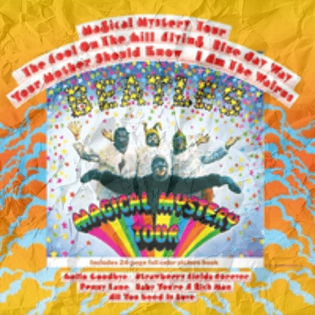 Magical Mystery Tour
The Fool On The Hill Flying Blue Jay Way
Your Mother Should Know I Am The Walrus
BEATLES
MAGICAL MYSTERY
TOUR
Includes 24-page full color picture book
Hello Goodbye Strawberry Fields Forever
Penny Lane Baby You're A Rich Man
All You Need Is Love